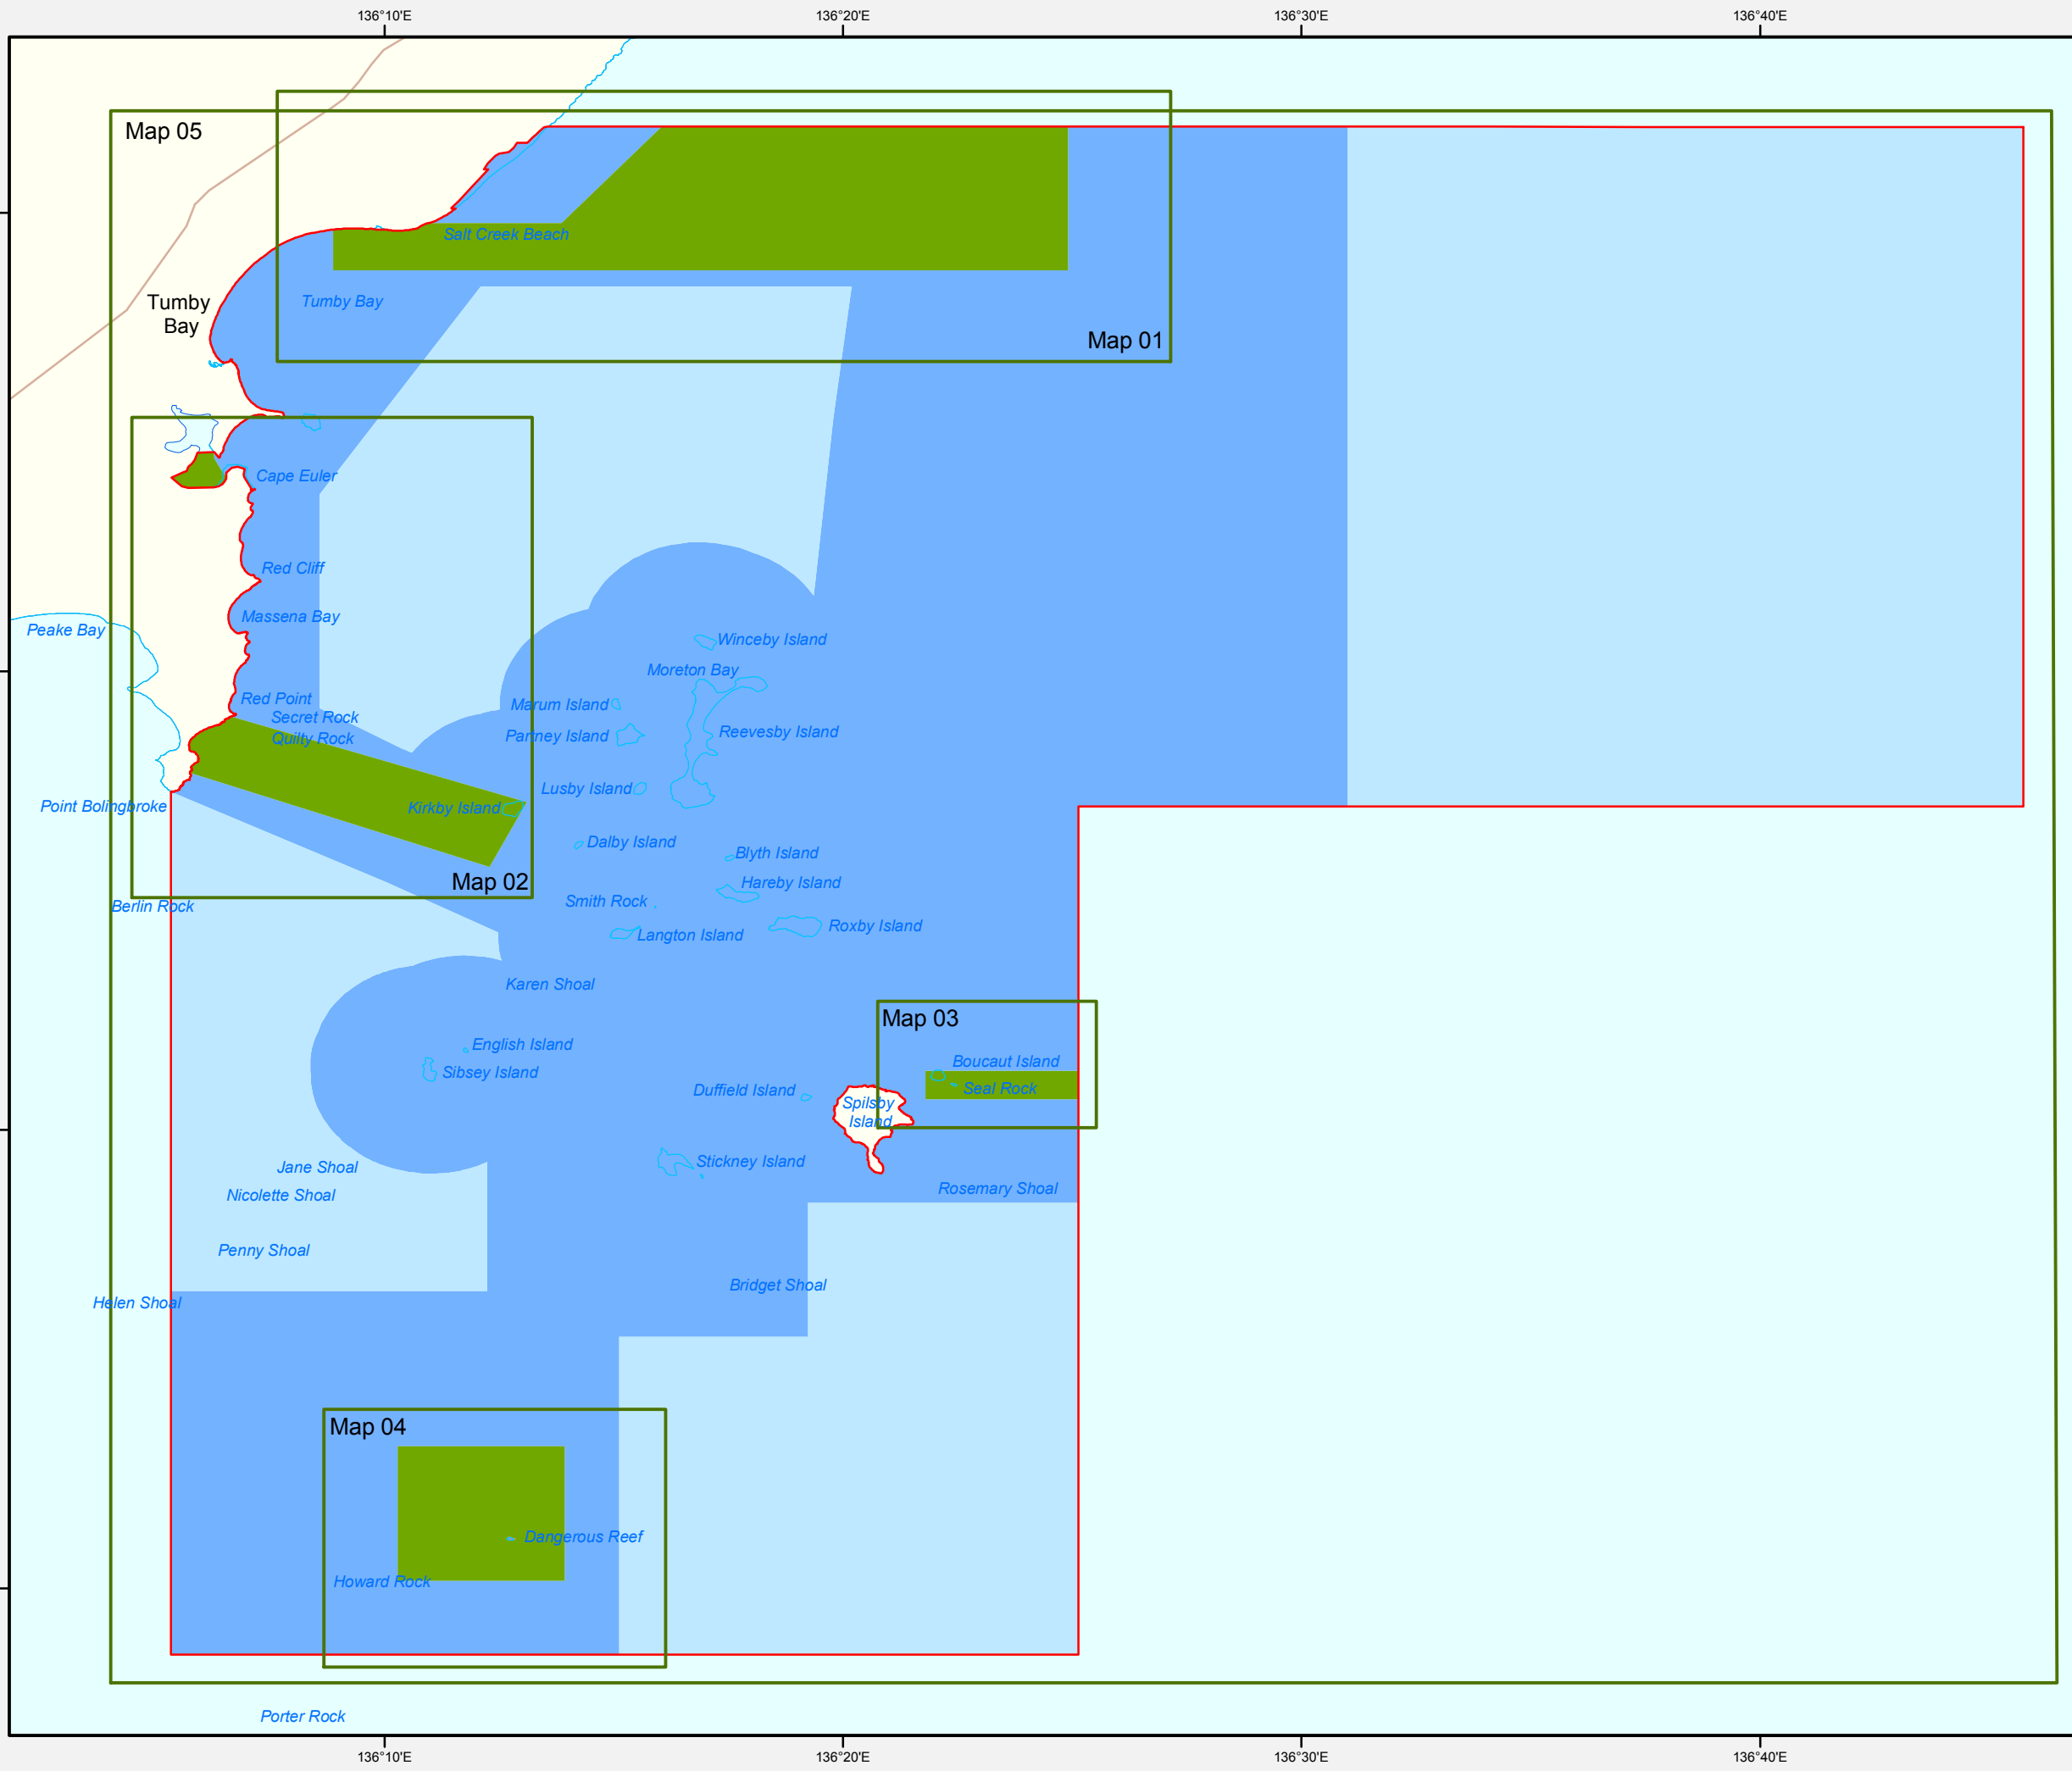 136°10'E
136°20'E
136°30'E
136°40'E
Map 05
Salt Creek Beach
Tumby
Bay
Tumby Bay
Map 01
Cape Euler
Red Cliff
Massena Bay
Peake Bay
Winceby Island
Moreton Bay
Red Point
Marum Island
Secret Rock
Reevesby Island
Partney Island
Quilty Rock
Lusby Island
Point Bolingbroke
Kirkby Island
Dalby Island
Blyth Island
Map 02
Hareby Island
Smith Rock
Berlin Rock
Roxby Island
Langton Island
Karen Shoal
Map 03
English Island
Boucaut Island
Sibsey Island
Seal Rock
Duffield Island
Spilsby
Island
Stickney Island
Jane Shoal
Rosemary Shoal
Nicolette Shoal
Penny Shoal
Bridget Shoal
Helen Shoal
Map 04
Dangerous Reef
Howard Rock
Porter Rock
136°10'E
136°20'E
136°30'E
136°40'E